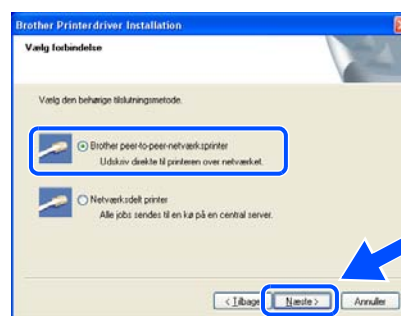 Brother Printerdriver Installation
Vælg forbindelse
Vælg den behørige tilslutningsmetode.
Brother peer-to-peer-netværksprinter
Udskriv direkte til printeren over netværket.
Netværksdelt printer
Alle jobs sendes til en kø på en central server.
< Tilbage
Næste >
Annuller